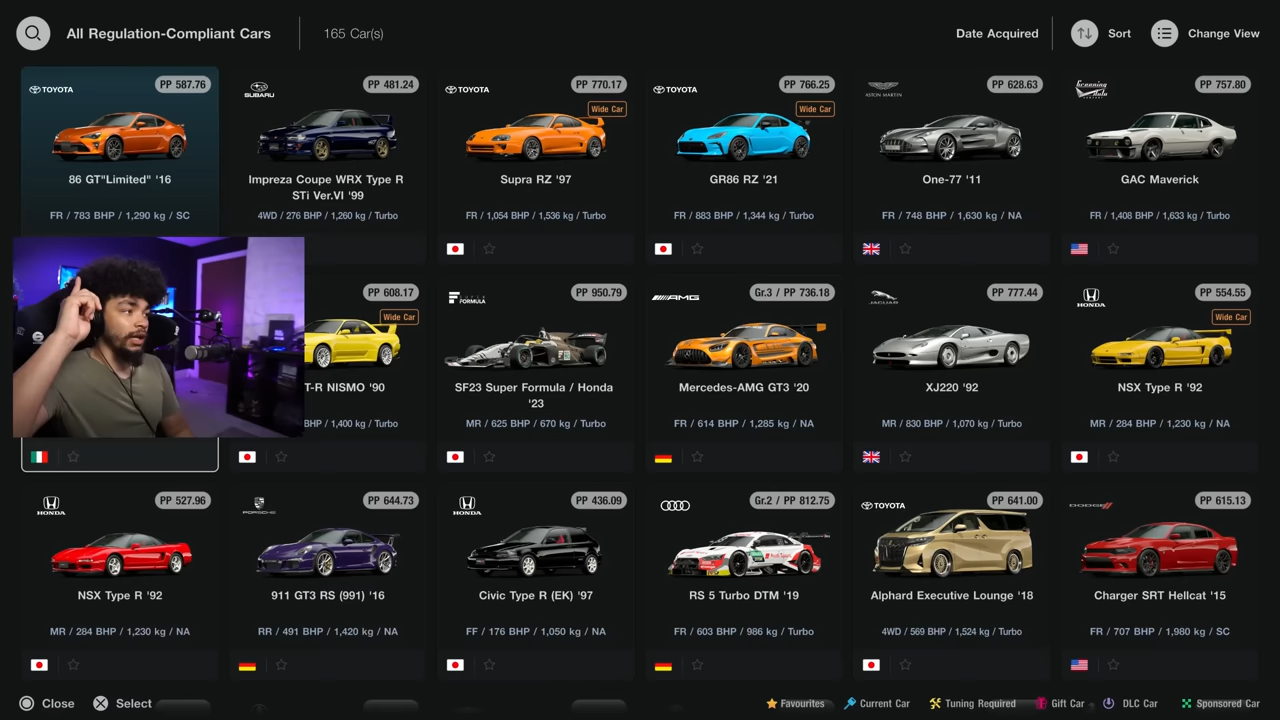 All Regulation-Compliant Cars
165 Car(s)
Date Acquired
Sort
Change View
TOYOTA
PP 587.76
86 GT"Limited" '16
FR / 783 BHP / 1,290 kg / SC
SUBARU
PP 481.24
Impreza Coupe WRX Type R
STi Ver.VI '99
4WD / 276 BHP / 1,260 kg / Turbo
TOYOTA
PP 770.17
Wide Car
Supra RZ '97
FR / 1,054 BHP / 1,536 kg / Turbo
TOYOTA
PP 766.25
Wide Car
GR86 RZ '21
FR / 883 BHP / 1,344 kg / Turbo
ASTON MARTIN
PP 628.63
One-77 '11
FR / 748 BHP / 1,630 kg / NA
PP 757.80
GAC Maverick
FR / 1,408 BHP / 1,633 kg / Turbo
PP 608.17
Wide Car
T-R NISMO '90
BHP / 1,400 kg / Turbo
FORMULA
PP 950.79
SF23 Super Formula / Honda
'23
MR / 625 BHP / 670 kg / Turbo
AMG
Gr.3 / PP 736.18
Mercedes-AMG GT3 '20
FR / 614 BHP / 1,285 kg / NA
JAGUAR
PP 777.44
XJ220 '92
MR / 830 BHP / 1,070 kg / Turbo
HONDA
PP 554.55
Wide Car
NSX Type R '92
MR / 284 BHP / 1,230 kg / NA
HONDA
PP 527.96
NSX Type R '92
MR / 284 BHP / 1,230 kg / NA
PORSCHE
PP 644.73
911 GT3 RS (991) '16
RR / 491 BHP / 1,420 kg / NA
HONDA
PP 436.09
Civic Type R (EK) '97
FF / 176 BHP / 1,050 kg / NA
Gr.2 / PP 812.75
RS 5 Turbo DTM '19
FR / 603 BHP / 986 kg / Turbo
TOYOTA
PP 641.00
Alphard Executive Lounge '18
4WD / 569 BHP / 1,524 kg / Turbo
DODGE
PP 615.13
Charger SRT Hellcat '15
FR / 707 BHP / 1,980 kg / SC
Close
Select
Favourites
Current Car
Tuning Required
Gift Car
DLC Car
Sponsored Car